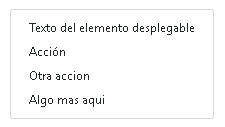 Texto del elemento desplegable
Acción
Otra accion
Algo mas aqui